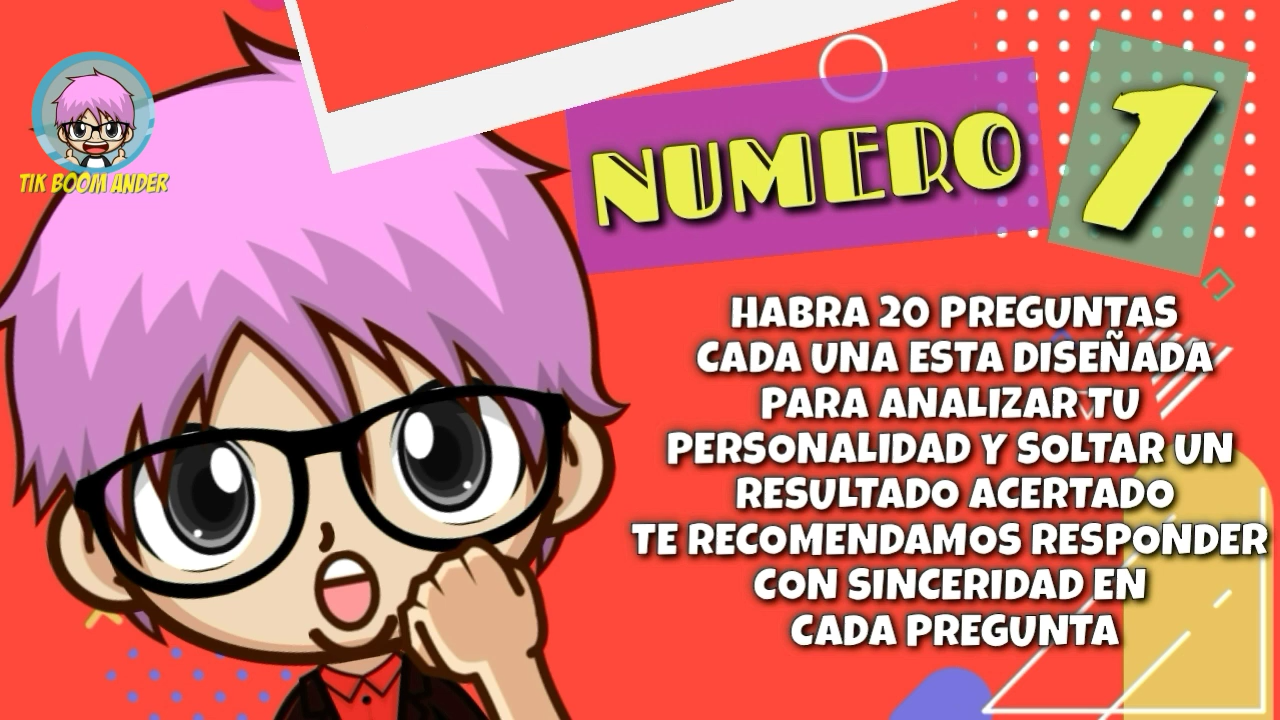 TIK BOOM ANDER
NUMERO 1
HABRA 20 PREGUNTAS
CADA UNA ESTA DISEÑADA
PARA ANALIZAR TU
PERSONALIDAD Y SOLTAR UN
RESULTADO ACERTADO
TE RECOMENDAMOS RESPONDER
CON SINCERIDAD EN
CADA PREGUNTA